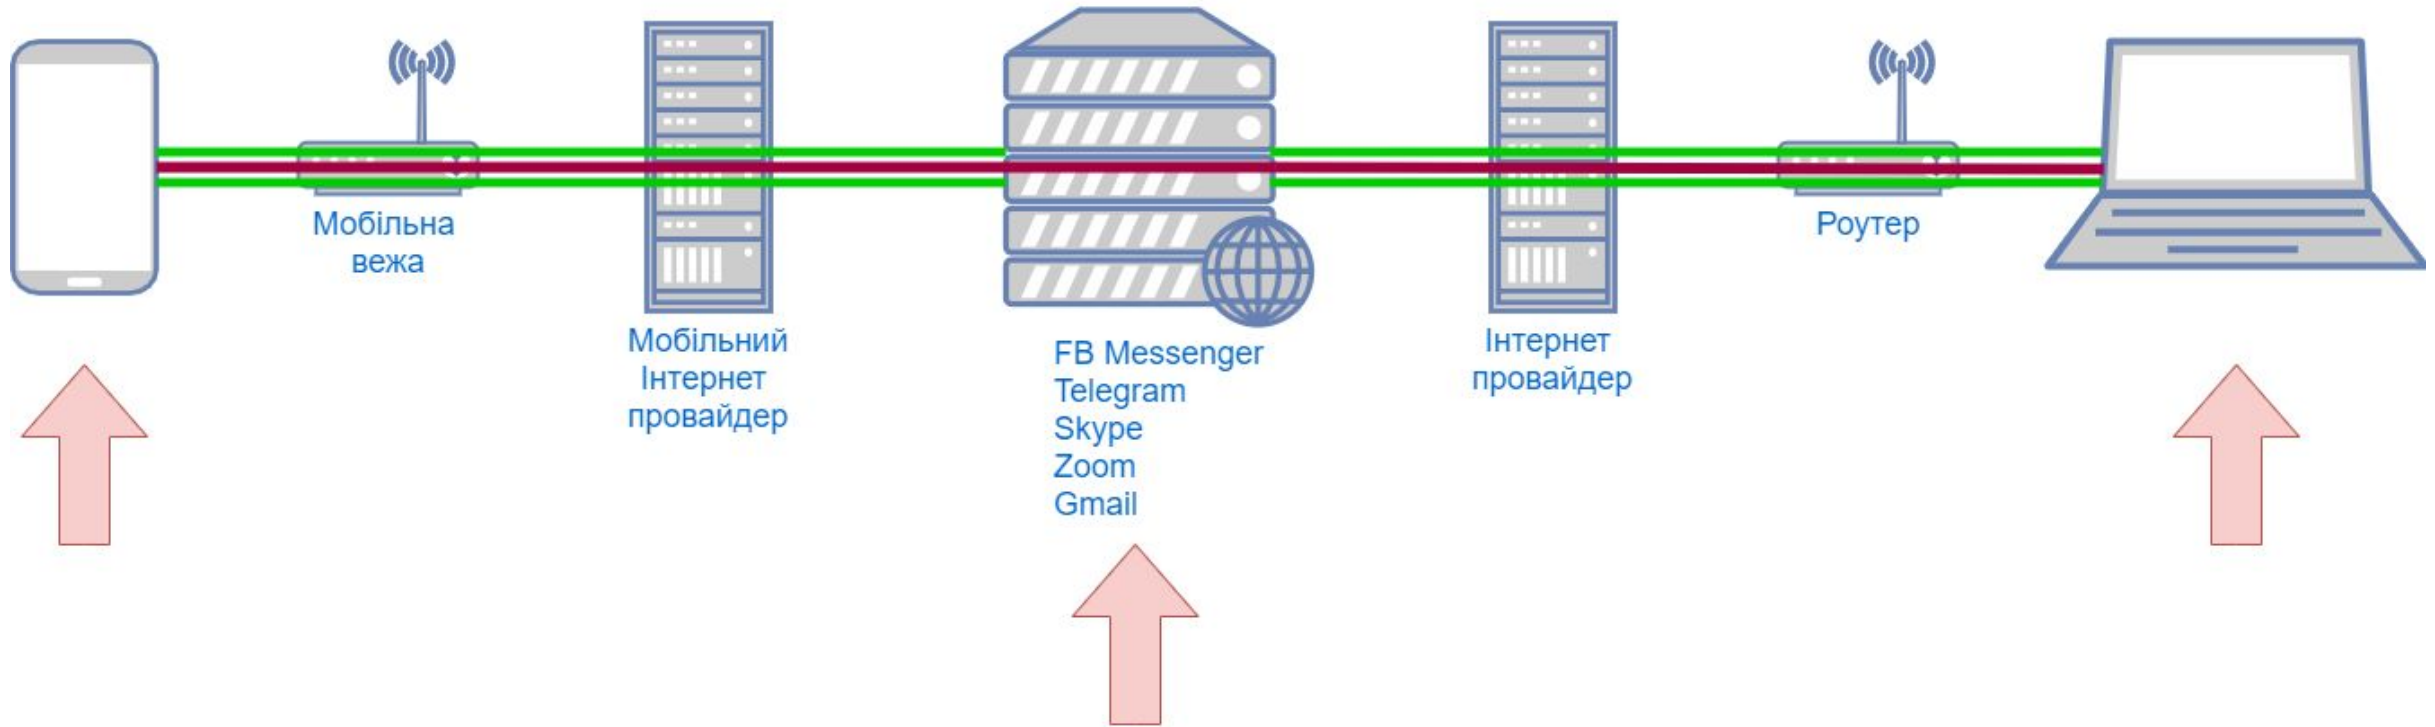 Мобільна
вежа
Мобільний
Інтернет
провайдер
FB Messenger
Telegram
Skype
Zoom
Gmail
Інтернет
провайдер
Роутер